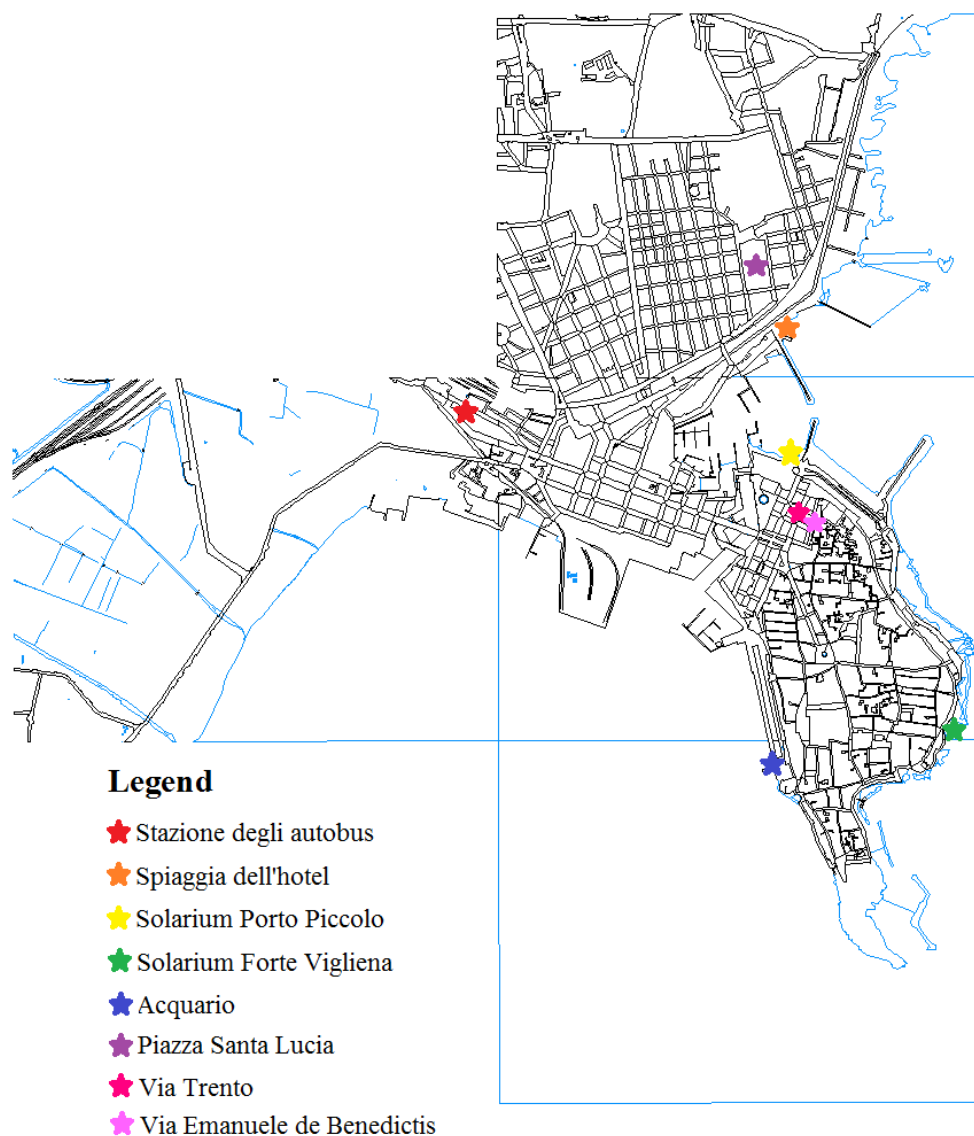 Legend
Stazione degli autobus
Spiaggia dell'hotel
Solarium Porto Piccolo
Solarium Forte Vigliena
Acquario
Piazza Santa Lucia
Via Trento
Via Emanuele de Benedictis